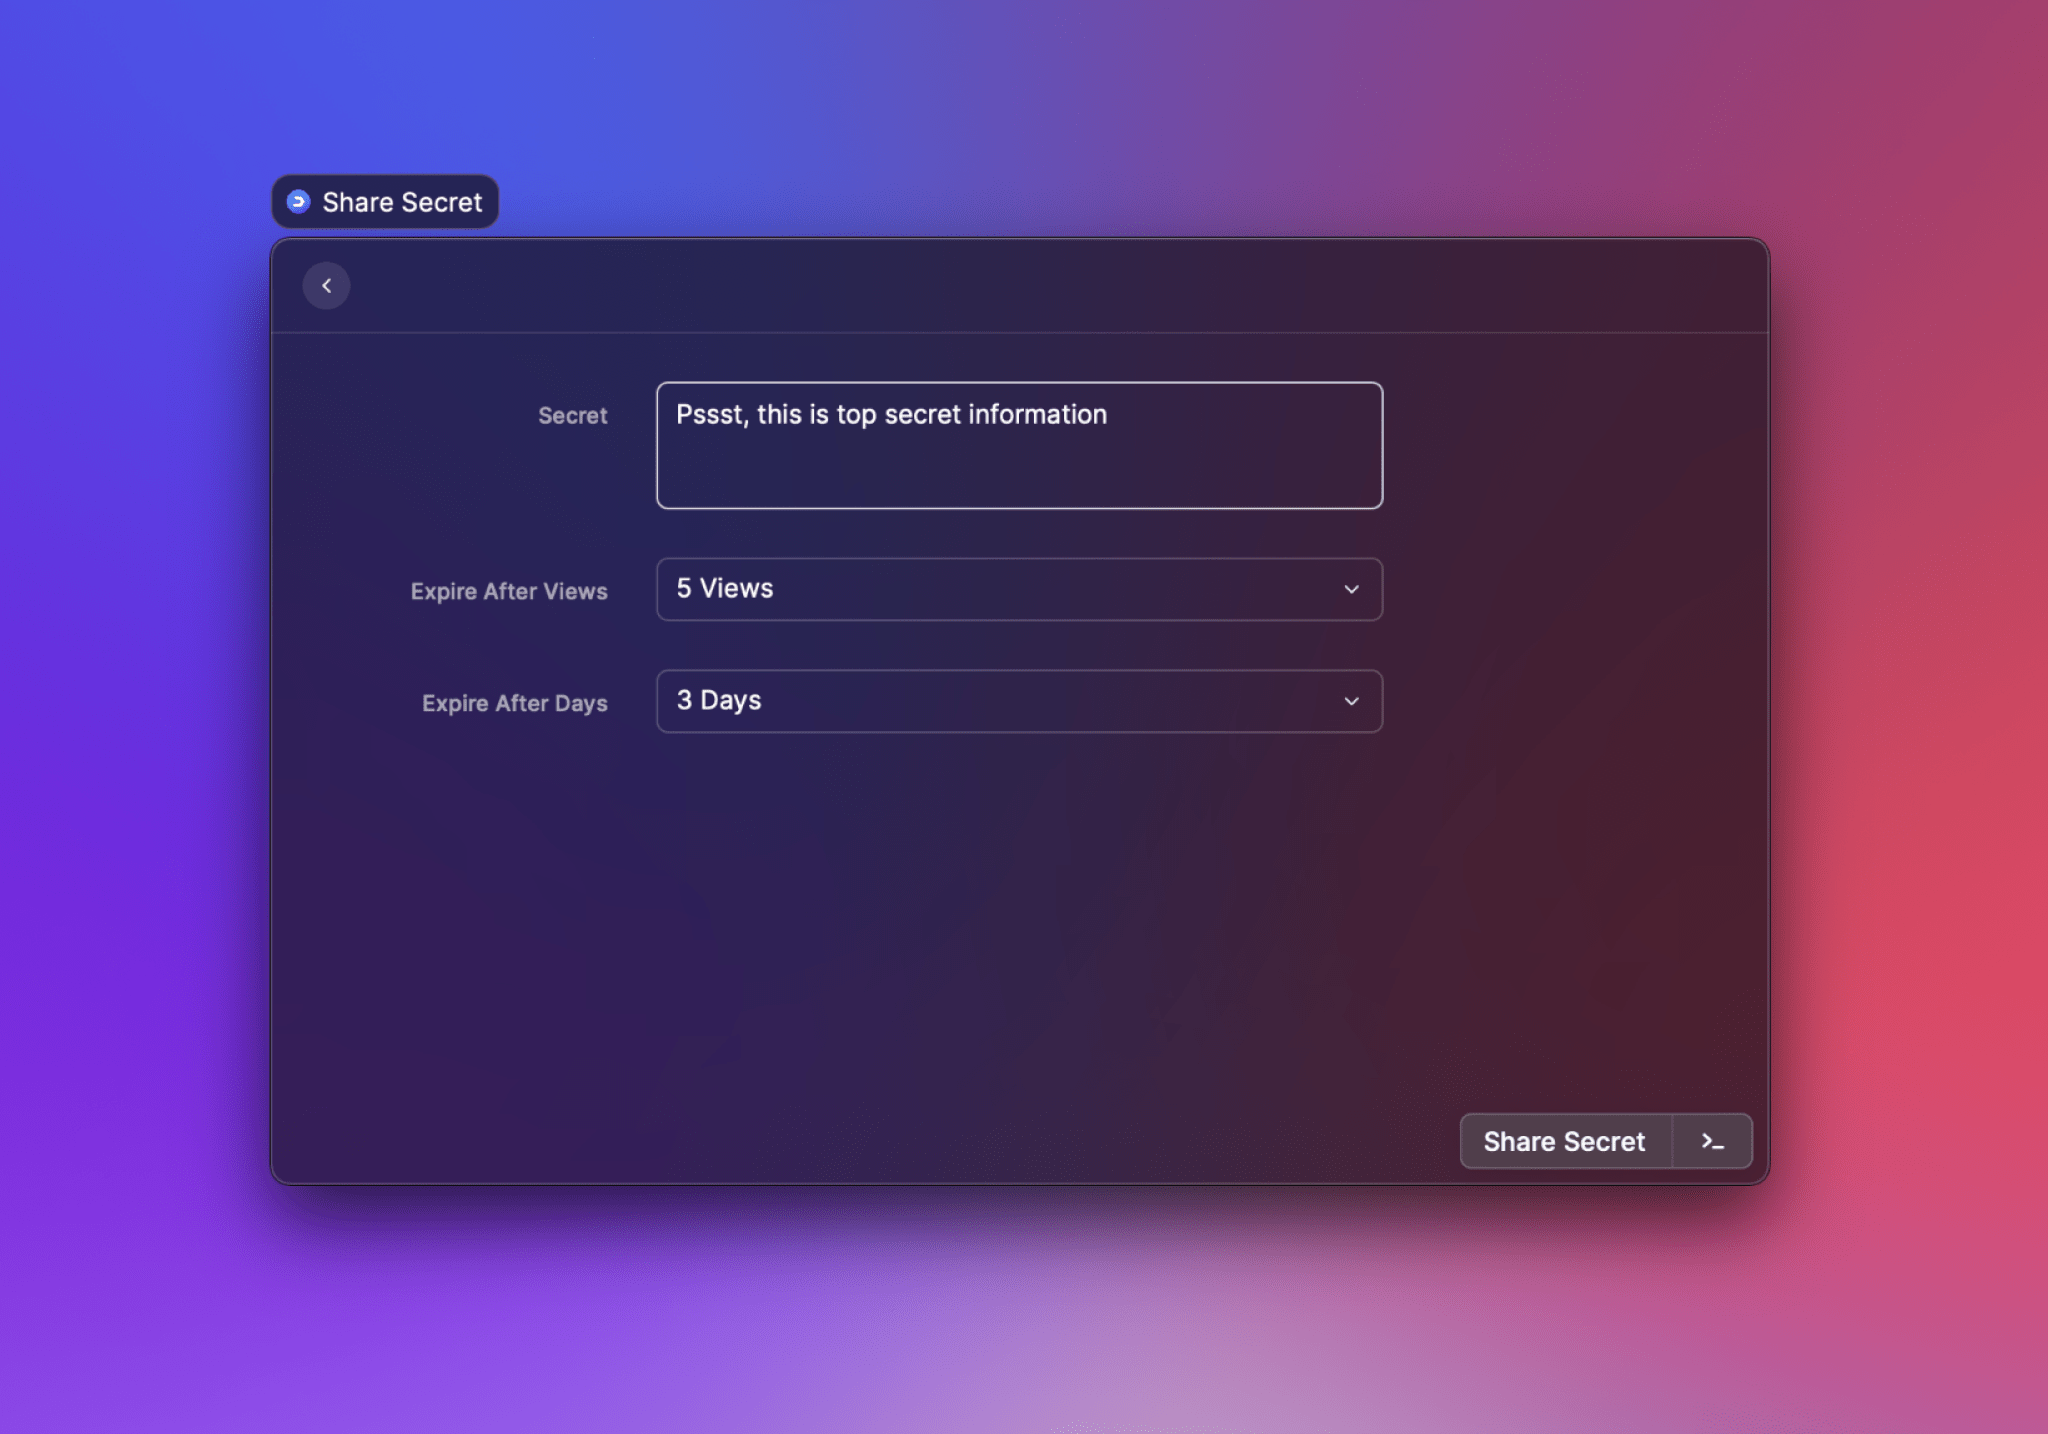 Share Secret
Secret
Pssst, this is top secret information
Expire After Views
5 Views
Expire After Days
3 Days
Share Secret
>_